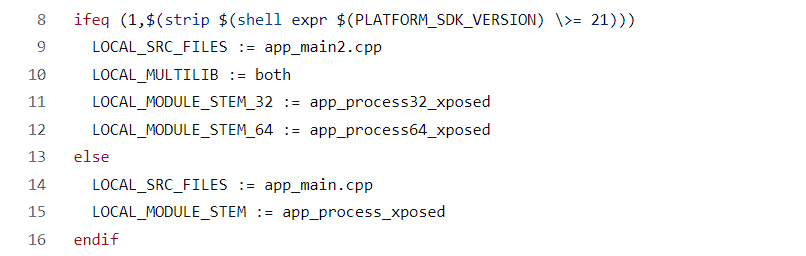 8 ifeq (1,$(strip $(shell expr $(PLATFORM_SDK_VERSION) \>= 21)))
9 LOCAL_SRC_FILES := app_main2.cpp
10 LOCAL_MULTILIB := both
11 LOCAL_MODULE_STEM_32 := app_process32_xposed
12 LOCAL_MODULE_STEM_64 := app_process64_xposed
13 else
14 LOCAL_SRC_FILES := app_main.cpp
15 LOCAL_MODULE_STEM := app_process_xposed
16 endif